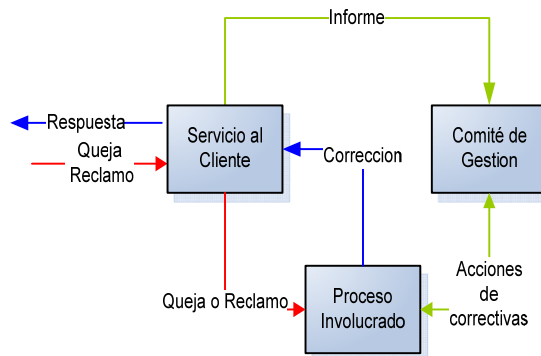 Informe
Respuesta
Queja
Reclamo
Servicio al
Cliente
Correccion
Comité de
Gestion
Queja o Reclamo
Proceso
Involucrado
Acciones
de
correctivas